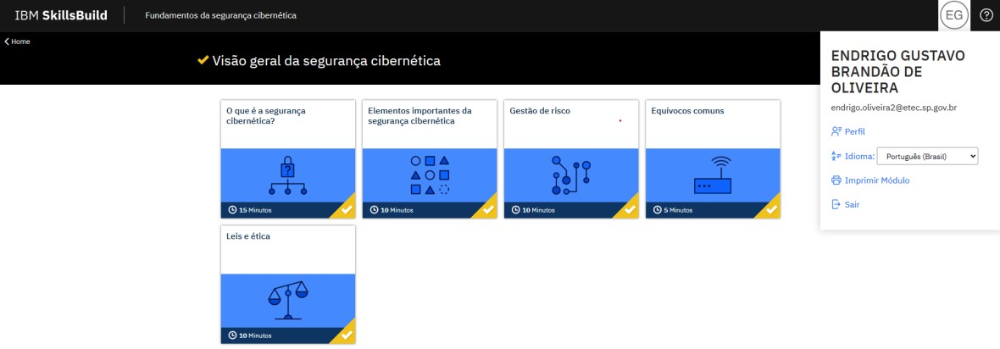 IBM SkillsBuild
Fundamentos da segurança cibernética
EG
?
Home
Visão geral da segurança cibernética
ENDRIGO GUSTAVO
BRANDÃO DE
OLIVEIRA
endrigo.oliveira2@etec.sp.gov.br
Perfil
Idioma: Português (Brasil)
Imprimir Módulo
Sair
O que é a segurança
cibernética?
?
15 Minutos
Elementos importantes da
segurança cibernética
10 Minutos
Gestão de risco
10 Minutos
Equívocos comuns
5 Minutos
Leis e ética
10 Minutos